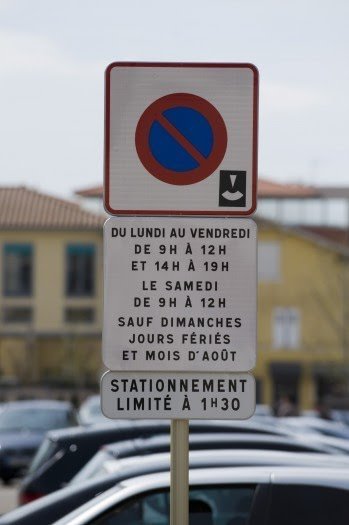 DU LUNDI AU VENDREDI
DE 9H À 12H
ET 14H À 19H
LE SAMEDI
DE 9H À 12H
SAUF DIMANCHES
JOURS FÉRIÉS
ET MOIS D'AOÛT
STATIONNEMENT
LIMITÉ À 1H30